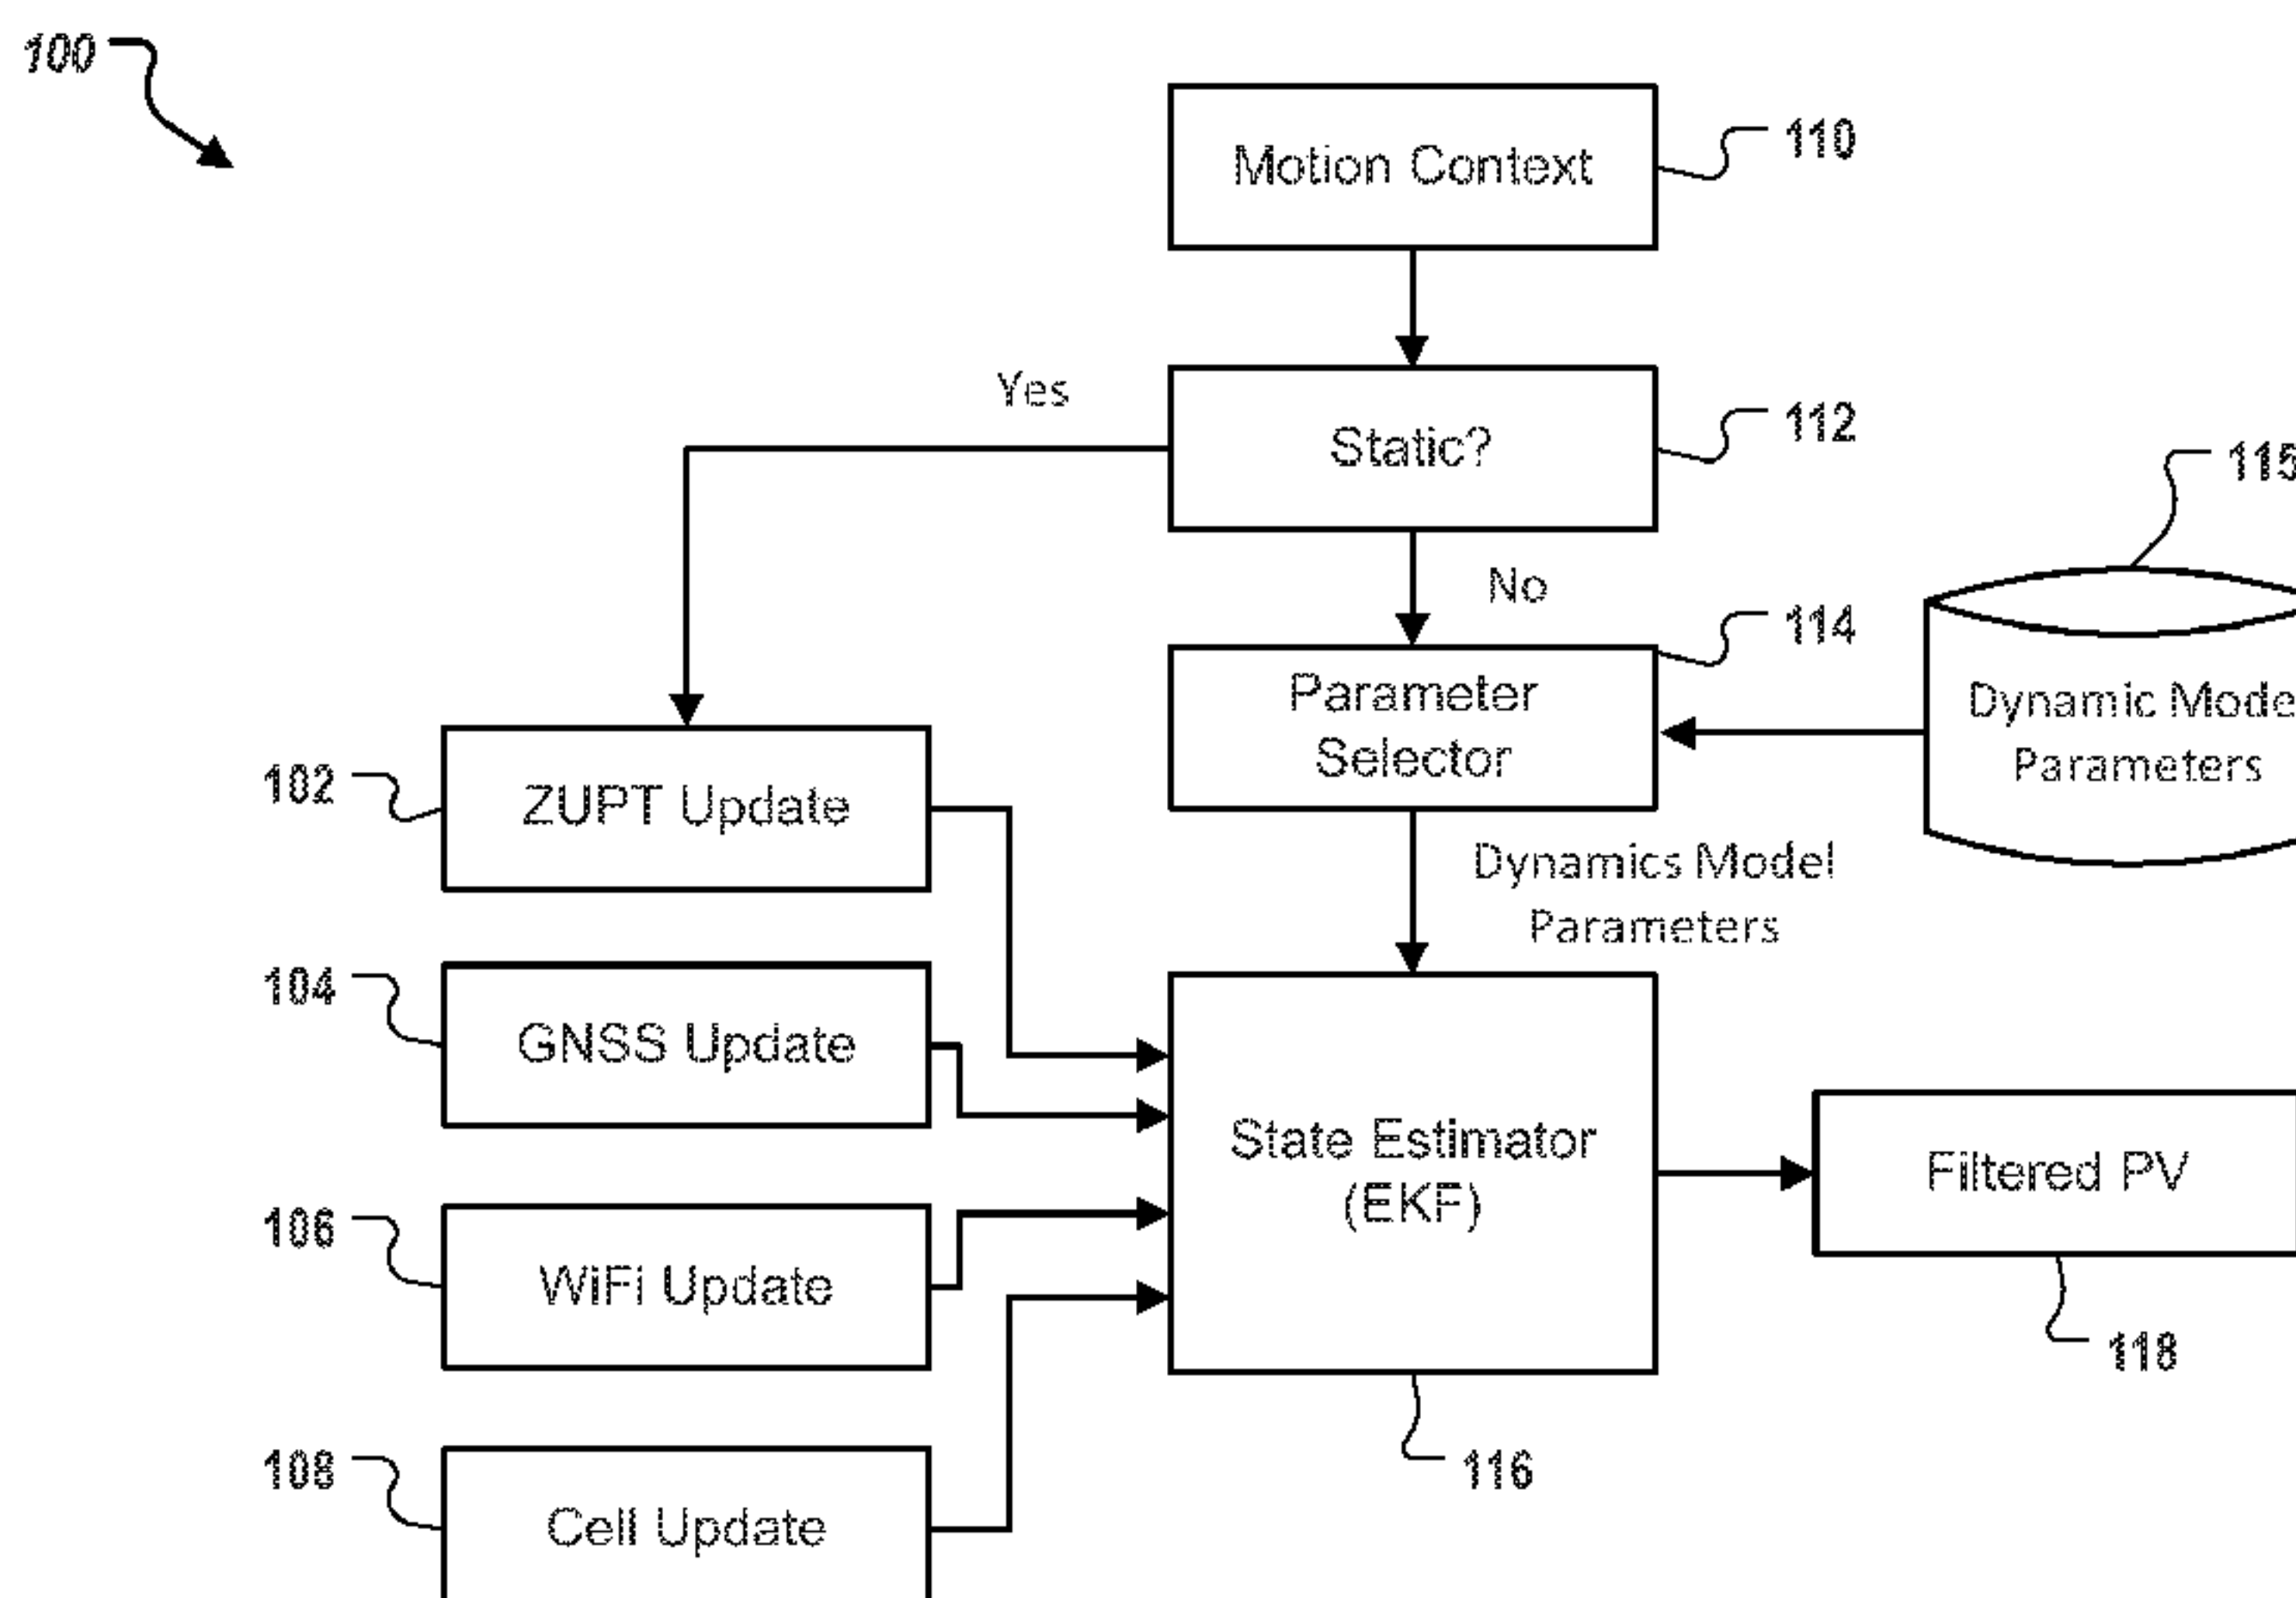 100
Motion Context
110
Yes
Static?
112
115
No
114
Parameter
Selector
Dynamic Mode
Parameters
102
ZUPT Update
Dynamics Model
Parameters
104
GNSS Update
State Estimator
(EKF)
Filtered PV
106
WiFi Update
118
108
Cell Update
116